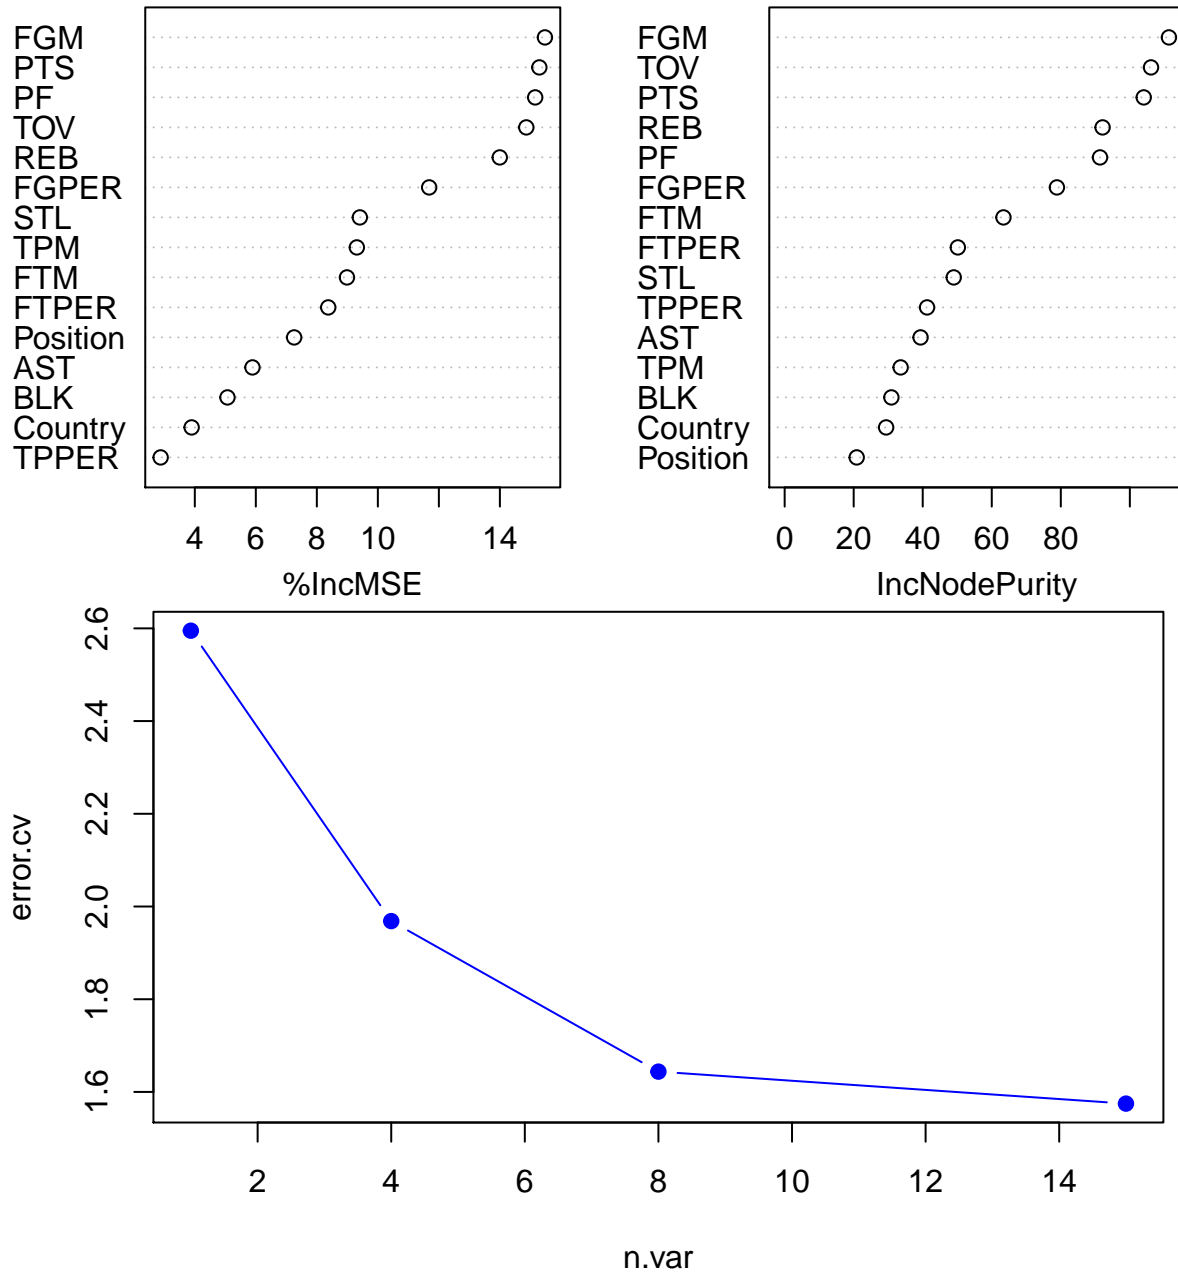 FGM
PTS
PF
TOV
REB
FGPER
STL
TPM
FTM
FTPER
Position
AST
BLK
Country
TPPER
4 6 8 10 14
%IncMSE
FGM
TOV
PTS
REB
PF
FGPER
FTM
FTPER
STL
TPPER
AST
TPM
BLK
Country
Position
0 20 40 60 80
IncNodePurity
error.cv
2.6
2.4
2.2
2.0
1.8
1.6
2 4 6 8 10 12 14
n.var